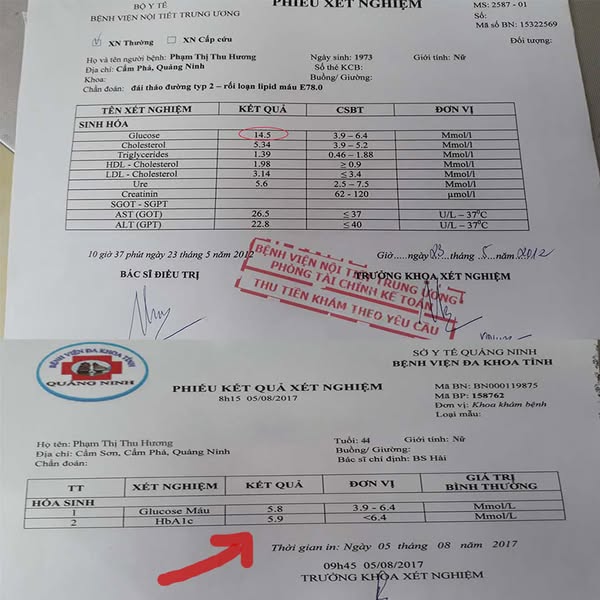 BỘ Y TẾ
BỆNH VIỆN NỘI TIẾT TRUNG ƯƠNG
PHIẾU XÉT NGHIỆM
MS: 2587 - 01
Số:
Mã số BN: 15322569
XN Thường XN Cấp cứu
Đối tượng:
Họ và tên người bệnh: Phạm Thị Thu Hương Ngày sinh: 1973 Giới tính: Nữ
Địa chỉ: Cẩm Phả, Quảng Ninh Số thẻ KCB:
Khoa: Buồng/ Giường:
Chẩn đoán: đái tháo đường typ 2 – rối loạn lipid máu E78.0
TÊN XÉT NGHIỆM KẾT QUẢ CSBT ĐƠN VỊ
SINH HÓA
Glucose 14.5 3.9 – 6.4 Mmol/l
Cholesterol 5.34 3.9 – 5.2 Mmol/l
Triglycerides 1.39 0.46 – 1.88 Mmol/l
HDL - Cholesterol 1.98 ≥ 0.9 Mmol/l
LDL - Cholesterol 3.14 ≤ 3.4 Mmol/l
Ure 5.6 2.5 – 7.5 Mmol/l
Creatinin 62 - 120 µmol/l
SGOT - SGPT
AST (GOT) 26.5 ≤ 37 U/L – 37°C
ALT (GPT) 22.8 ≤ 40 U/L – 37°C
10 giờ 37 phút ngày 23 tháng 5 năm 2012
Giờ.....ngày 23 tháng 5 năm 2012
BÁC SĨ ĐIỀU TRỊ
TRƯỞNG KHOA XÉT NGHIỆM
BỆNH VIỆN NỘI TIẾT TRUNG ƯƠNG
PHÒNG TÀI CHÍNH KẾ TOÁN
THU TIỀN KHÁM THEO YÊU CẦU
BỆNH VIỆN ĐA KHOA TỈNH
QUẢNG NINH
SỞ Y TẾ QUẢNG NINH
BỆNH VIỆN ĐA KHOA TỈNH
PHIẾU KẾT QUẢ XÉT NGHIỆM
8h15 05/08/2017
Mã BN: BN000119875
Mã BP: 158762
Đơn vị: Khoa khám bệnh
Loại mẫu:
Họ tên: Phạm Thị Thu Hương Tuổi: 44 Giới tính: Nữ
Địa chỉ: Cẩm Sơn, Cẩm Phả, Quảng Ninh Buồng/ Giường:
Chẩn đoán: Bác sĩ chỉ định: BS Hải
TT XÉT NGHIỆM KẾT QUẢ ĐƠN VỊ GIÁ TRỊ BÌNH THƯỜNG
HÓA SINH
1 Glucose Máu 5.8 3.9 - 6.4 Mmol/L
2 HbA1c 5.9 <6.4 Mmol/L
Thời gian in: Ngày 05 tháng 08 năm 2017
09h45 05/08/2017
TRƯỞNG KHOA XÉT NGHIỆM